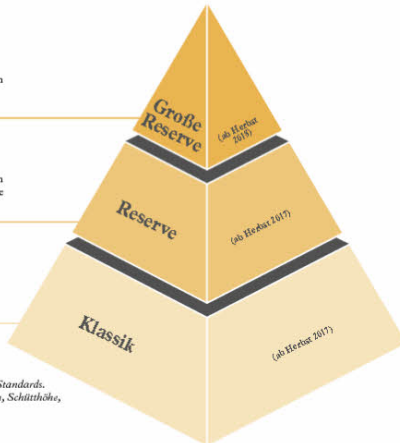 n
Große
Reserve
(ab Herbst
2018)
n
e
Reserve
(ab Herbst 2017)
Klassik
(ab Herbst 2017)
Standards.
, Schütthöhe,